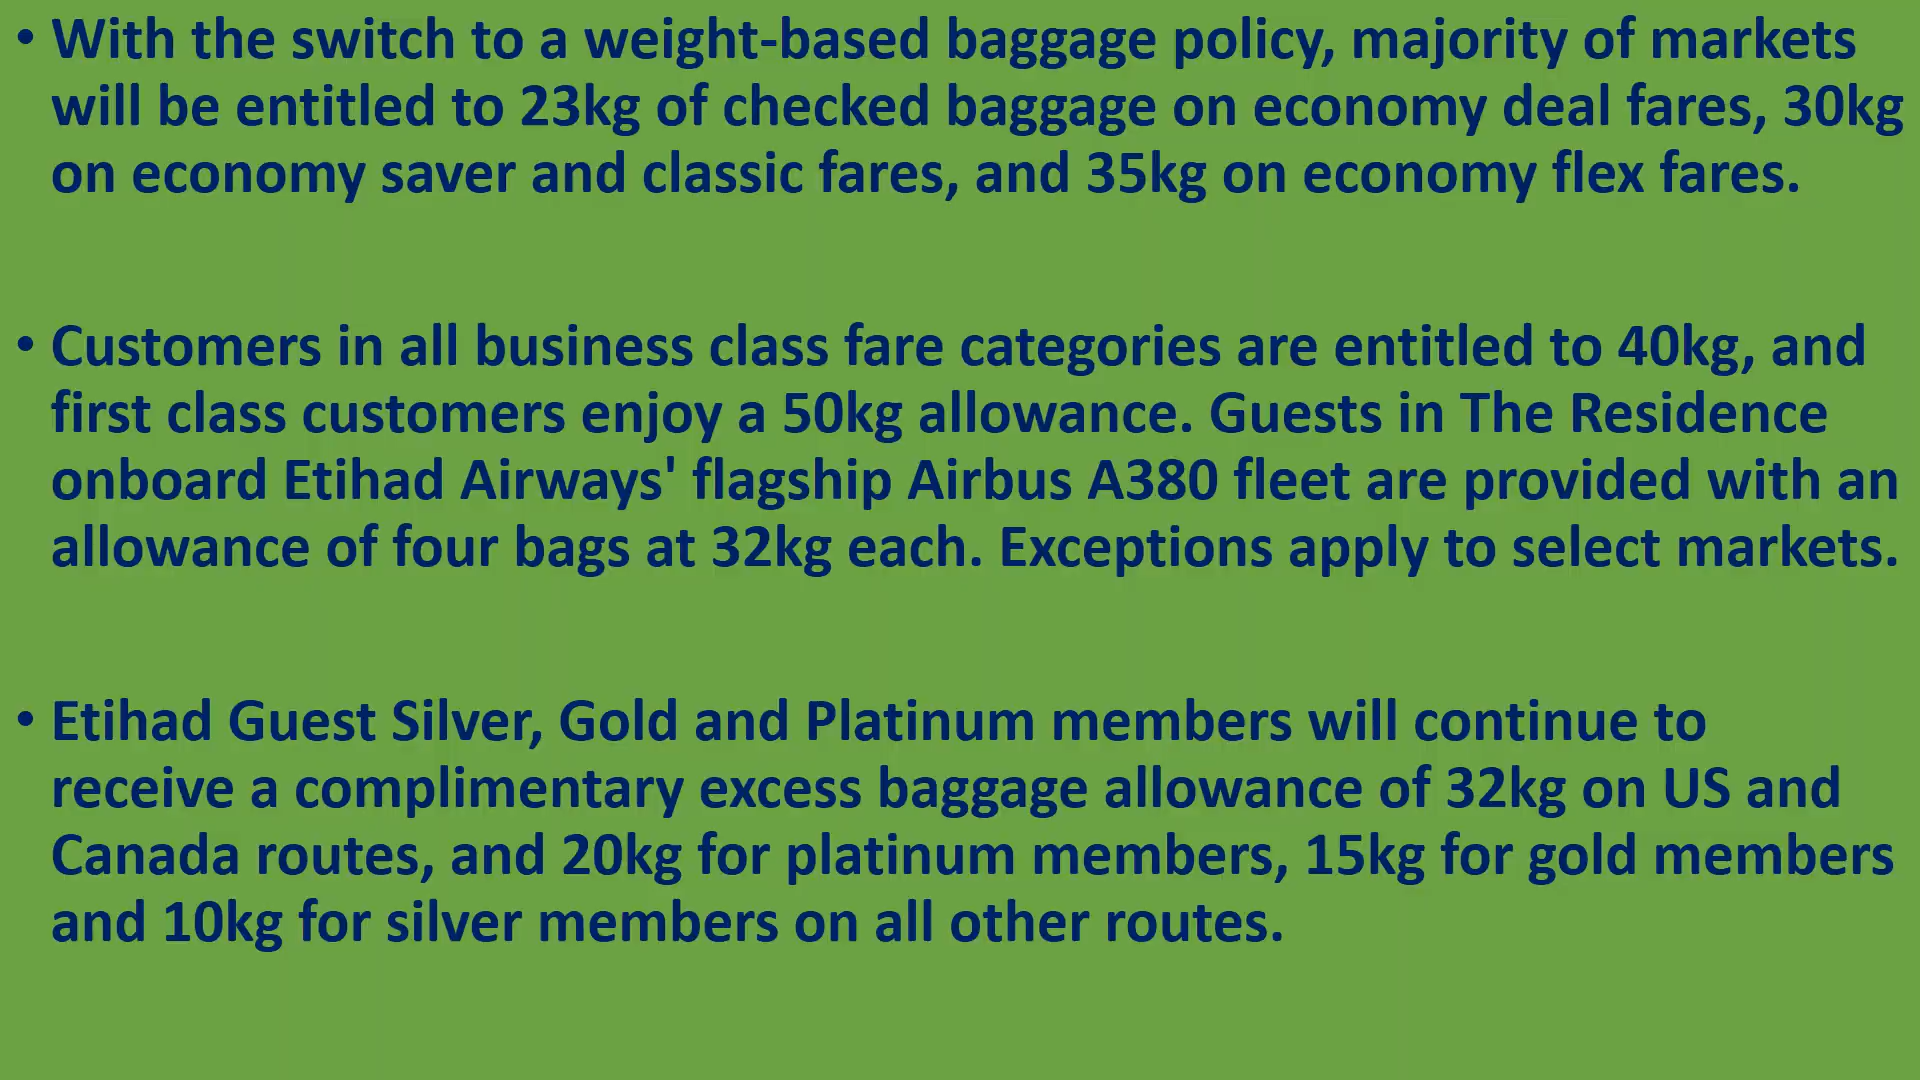 • With the switch to a weight-based baggage policy, majority of markets
will be entitled to 23kg of checked baggage on economy deal fares, 30kg
on economy saver and classic fares, and 35kg on economy flex fares.
• Customers in all business class fare categories are entitled to 40kg, and
first class customers enjoy a 50kg allowance. Guests in The Residence
onboard Etihad Airways' flagship Airbus A380 fleet are provided with an
allowance of four bags at 32kg each. Exceptions apply to select markets.
• Etihad Guest Silver, Gold and Platinum members will continue to
receive a complimentary excess baggage allowance of 32kg on US and
Canada routes, and 20kg for platinum members, 15kg for gold members
and 10kg for silver members on all other routes.